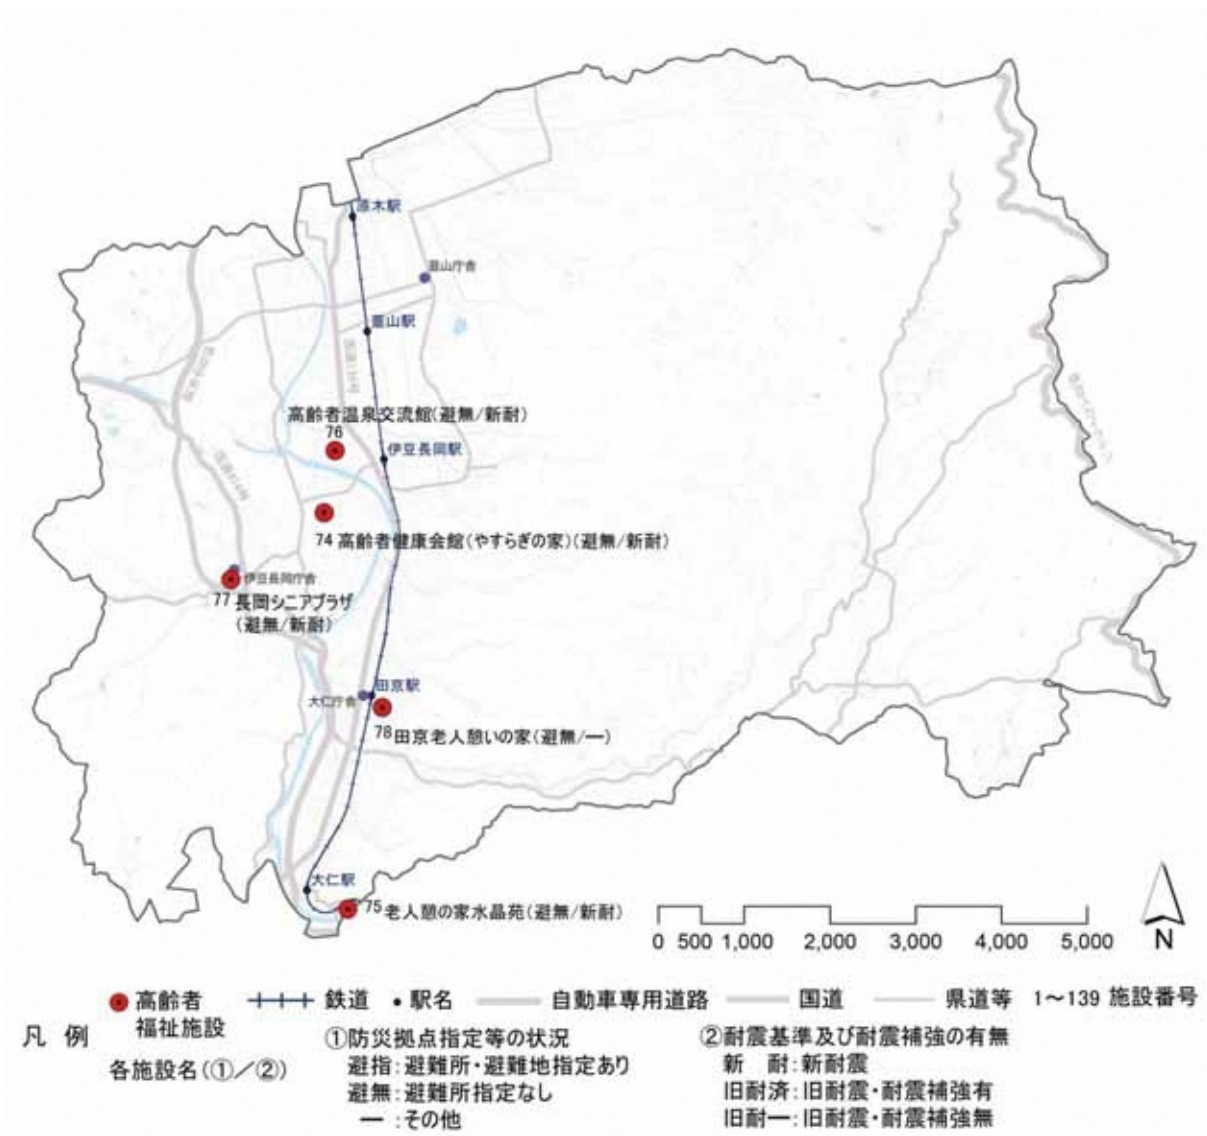 原木駅
韮山庁舎
韮山駅
高齢者温泉交流館(避無/新耐)
76
伊豆長岡駅
74 高齢者健康会館(やすらぎの家)(避無/新耐)
伊豆長岡庁舎
77 長岡シニアプラザ
(避無/新耐)
田京駅
大仁庁舎
78 田京老人憩いの家(避無/ー)
大仁駅
75 老人憩の家水晶苑(避無/新耐)
0 500 1,000 2,000 3,000 4,000 5,000
N
高齢者
福祉施設
鉄道
駅名
自動車専用道路
国道
県道等
1～139 施設番号
凡 例
各施設名(①/②)
①防災拠点指定等の状況
避指:避難所・避難地指定あり
避無:避難所指定なし
ー:その他
②耐震基準及び耐震補強の有無
新 耐:新耐震
旧耐済:旧耐震・耐震補強有
旧耐ー:旧耐震・耐震補強無